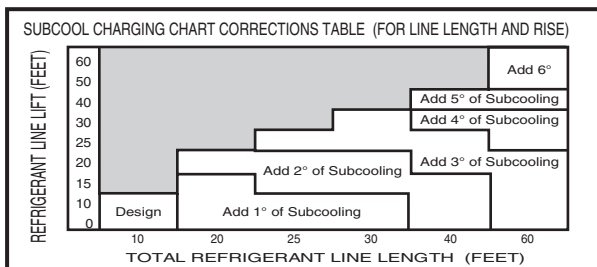 SUBCOOL CHARGING CHART CORRECTIONS TABLE (FOR LINE LENGTH AND RISE)
REFRIGERANT LINE LIFT (FEET)
60
50
40
30
25
20
15
10
0
Add 6°
Add 5° of Subcooling
Add 4° of Subcooling
Add 3° of Subcooling
Add 2° of Subcooling
Design
Add 1° of Subcooling
10 20 25 30 40 60
TOTAL REFRIGERANT LINE LENGTH (FEET)